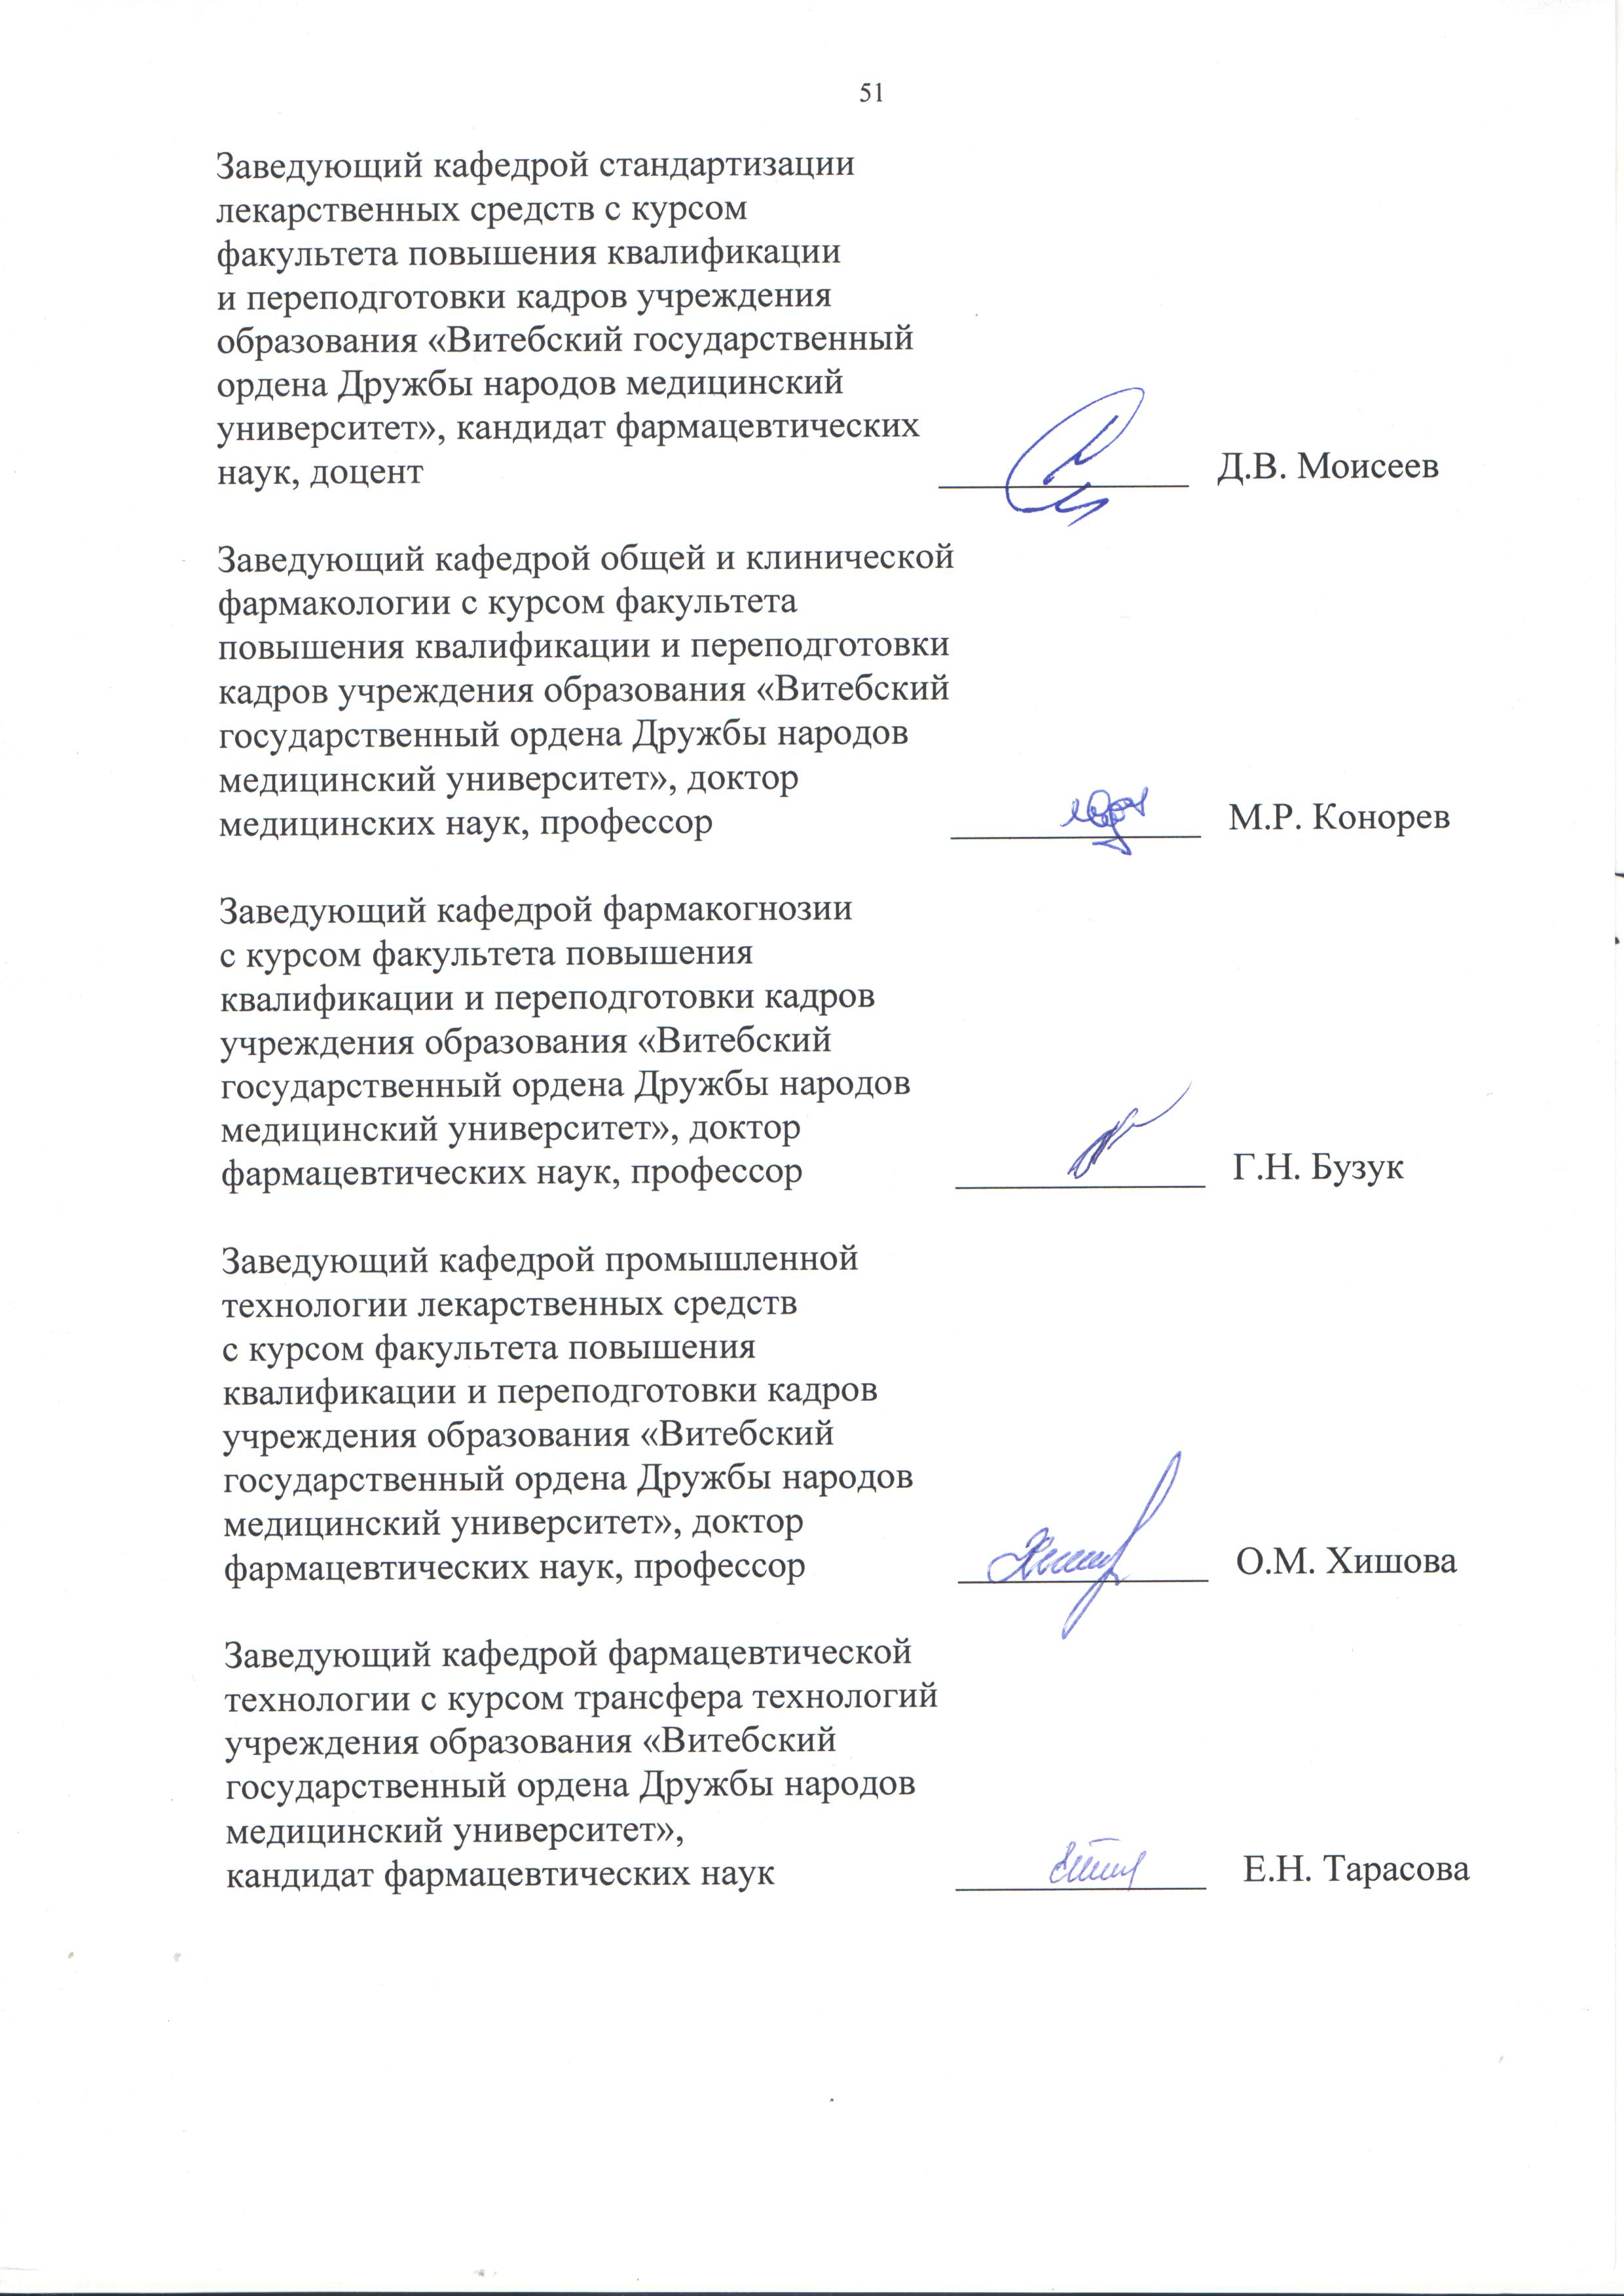 51
Заведующий кафедрой стандартизации
лекарственных средств с курсом
факультета повышения квалификации
и переподготовки кадров учреждения
образования «Витебский государственный
ордена Дружбы народов медицинский
университет», кандидат фармацевтических
наук, доцент Д.В. Моисеев
Заведующий кафедрой общей и клинической
фармакологии с курсом факультета
повышения квалификации и переподготовки
кадров учреждения образования «Витебский
государственный ордена Дружбы народов
медицинский университет», доктор
медицинских наук, профессор М.Р. Конорев
Заведующий кафедрой фармакогнозии
с курсом факультета повышения
квалификации и переподготовки кадров
учреждения образования «Витебский
государственный ордена Дружбы народов
медицинский университет», доктор
фармацевтических наук, профессор Г.Н. Бузук
Заведующий кафедрой промышленной
технологии лекарственных средств
с курсом факультета повышения
квалификации и переподготовки кадров
учреждения образования «Витебский
государственный ордена Дружбы народов
медицинский университет», доктор
фармацевтических наук, профессор О.М. Хишова
Заведующий кафедрой фармацевтической
технологии с курсом трансфера технологий
учреждения образования «Витебский
государственный ордена Дружбы народов
медицинский университет»,
кандидат фармацевтических наук Е.Н. Тарасова